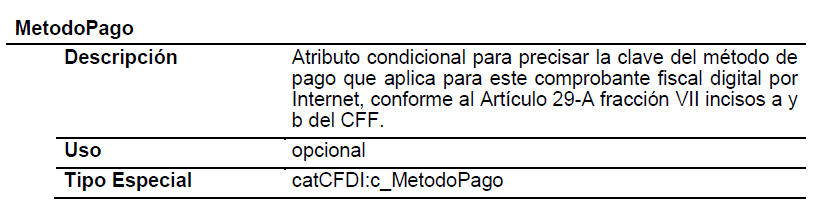 MetodoPago
Descripción Atributo condicional para precisar la clave del método de
pago que aplica para este comprobante fiscal digital por
Internet, conforme al Artículo 29-A fracción VII incisos a y
b del CFF.
Uso opcional
Tipo Especial catCFDI:c_MetodoPago